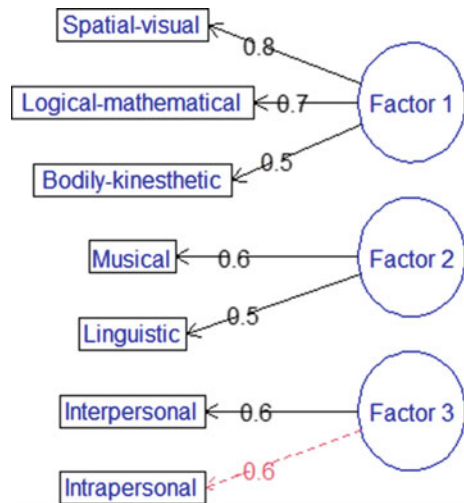 Spatial-visual
0.8
Logical-mathematical
0.7
Factor 1
Bodily-kinesthetic
0.5
Musical
0.6
Factor 2
Linguistic
0.5
Interpersonal
0.6
Factor 3
Intrapersonal
0.6